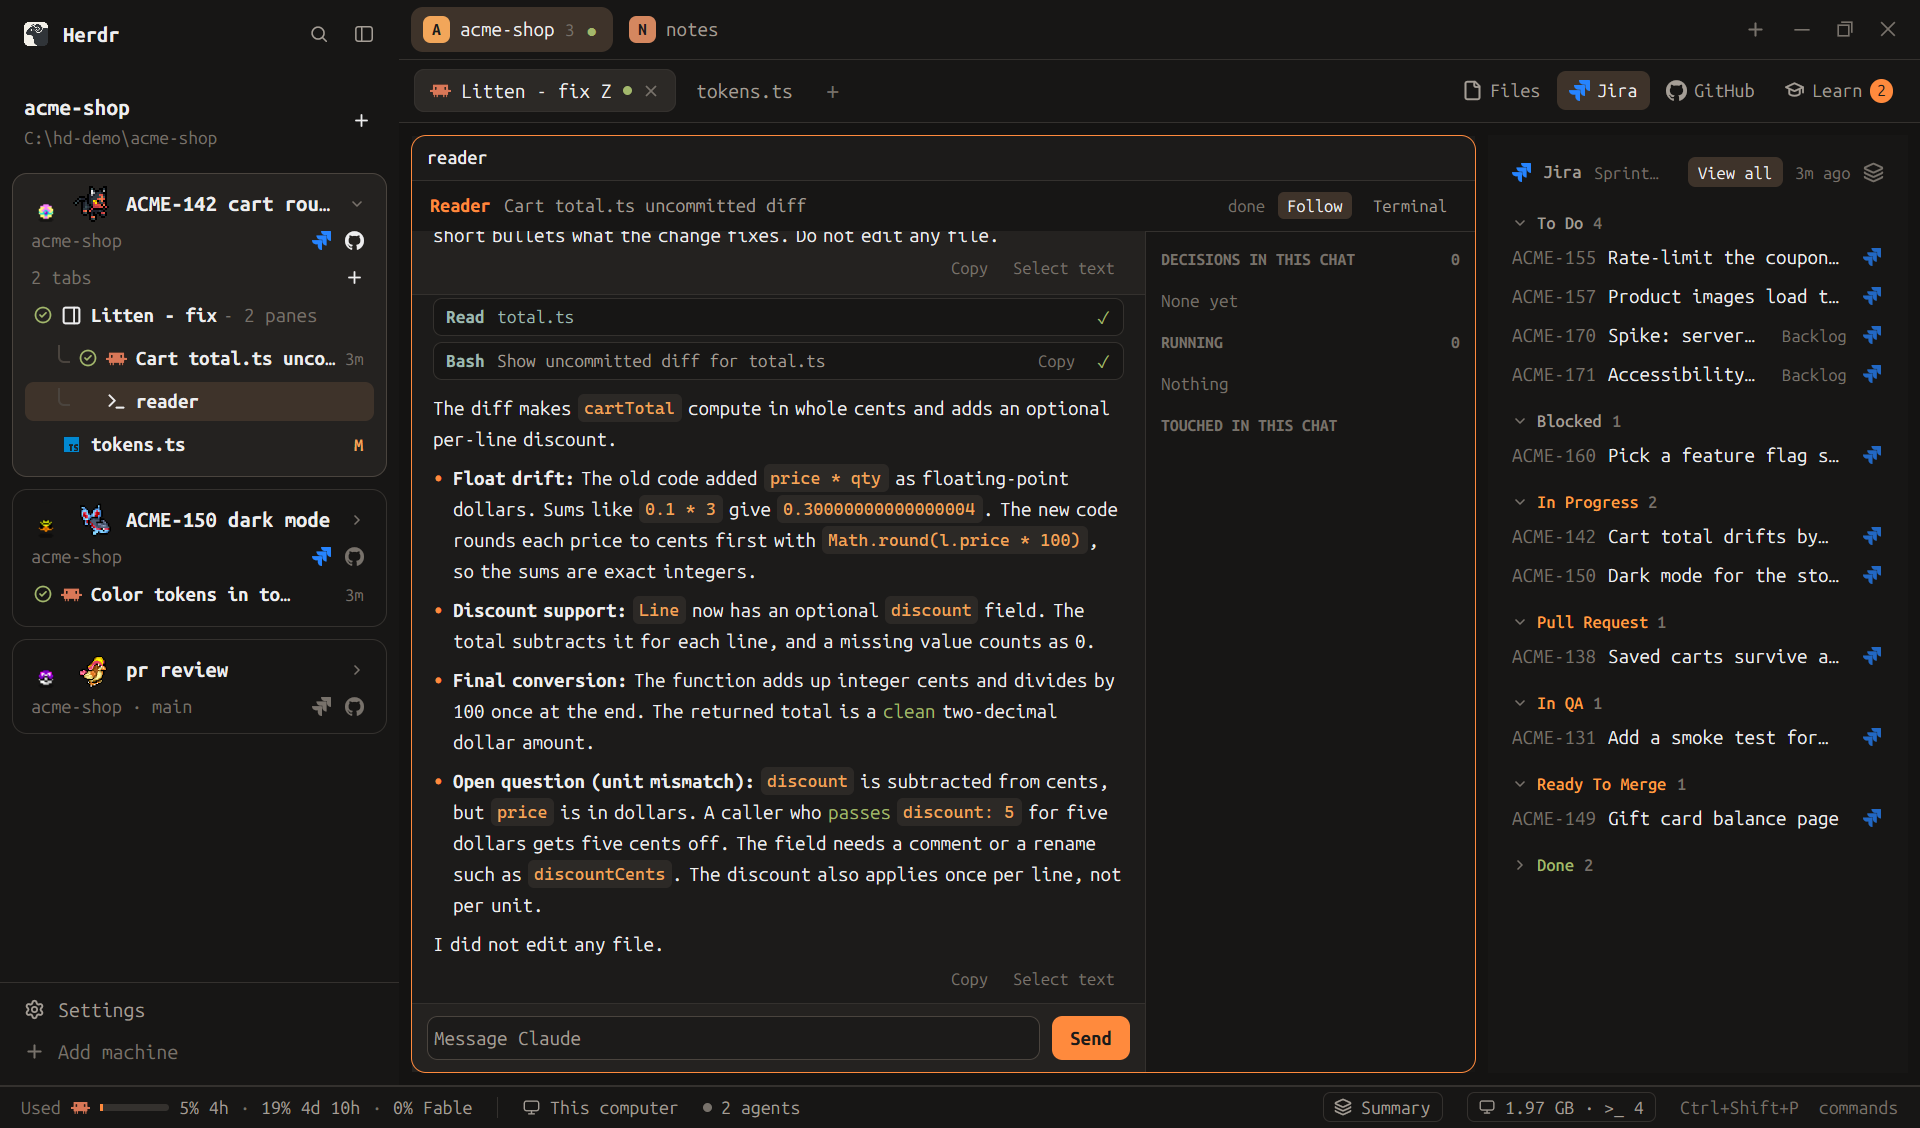 Herdr
A acme-shop 3
N notes
acme-shop
C:\hd-demo\acme-shop
ACME-142 cart rou…
acme-shop
2 tabs
Litten - fix - 2 panes
Cart total.ts unco… 3m
>_ reader
TS tokens.ts M
ACME-150 dark mode
acme-shop
Color tokens in to… 3m
pr review
acme-shop · main
Settings
+ Add machine
Litten - fix Z
tokens.ts
Files
Jira
GitHub
Learn 2
reader
Reader Cart total.ts uncommitted diff
done Follow Terminal
short bullets what the change fixes. Do not edit any file.
Copy Select text
Read total.ts ✓
Bash Show uncommitted diff for total.ts Copy ✓
The diff makes cartTotal compute in whole cents and adds an optional
per-line discount.
• Float drift: The old code added price * qty as floating-point
dollars. Sums like 0.1 * 3 give 0.30000000000000004 . The new code
rounds each price to cents first with Math.round(l.price * 100) ,
so the sums are exact integers.
• Discount support: Line now has an optional discount field. The
total subtracts it for each line, and a missing value counts as 0.
• Final conversion: The function adds up integer cents and divides by
100 once at the end. The returned total is a clean two-decimal
dollar amount.
• Open question (unit mismatch): discount is subtracted from cents,
but price is in dollars. A caller who passes discount: 5 for five
dollars gets five cents off. The field needs a comment or a rename
such as discountCents . The discount also applies once per line, not
per unit.
I did not edit any file.
Copy Select text
Message Claude
Send
DECISIONS IN THIS CHAT 0
None yet
RUNNING 0
Nothing
TOUCHED IN THIS CHAT
Jira Sprint… View all 3m ago
To Do 4
ACME-155 Rate-limit the coupon…
ACME-157 Product images load t…
ACME-170 Spike: server… Backlog
ACME-171 Accessibility… Backlog
Blocked 1
ACME-160 Pick a feature flag s…
In Progress 2
ACME-142 Cart total drifts by…
ACME-150 Dark mode for the sto…
Pull Request 1
ACME-138 Saved carts survive a…
In QA 1
ACME-131 Add a smoke test for…
Ready To Merge 1
ACME-149 Gift card balance page
Done 2
Used 5% 4h · 19% 4d 10h · 0% Fable
This computer
2 agents
Summary
1.97 GB · >_ 4
Ctrl+Shift+P commands